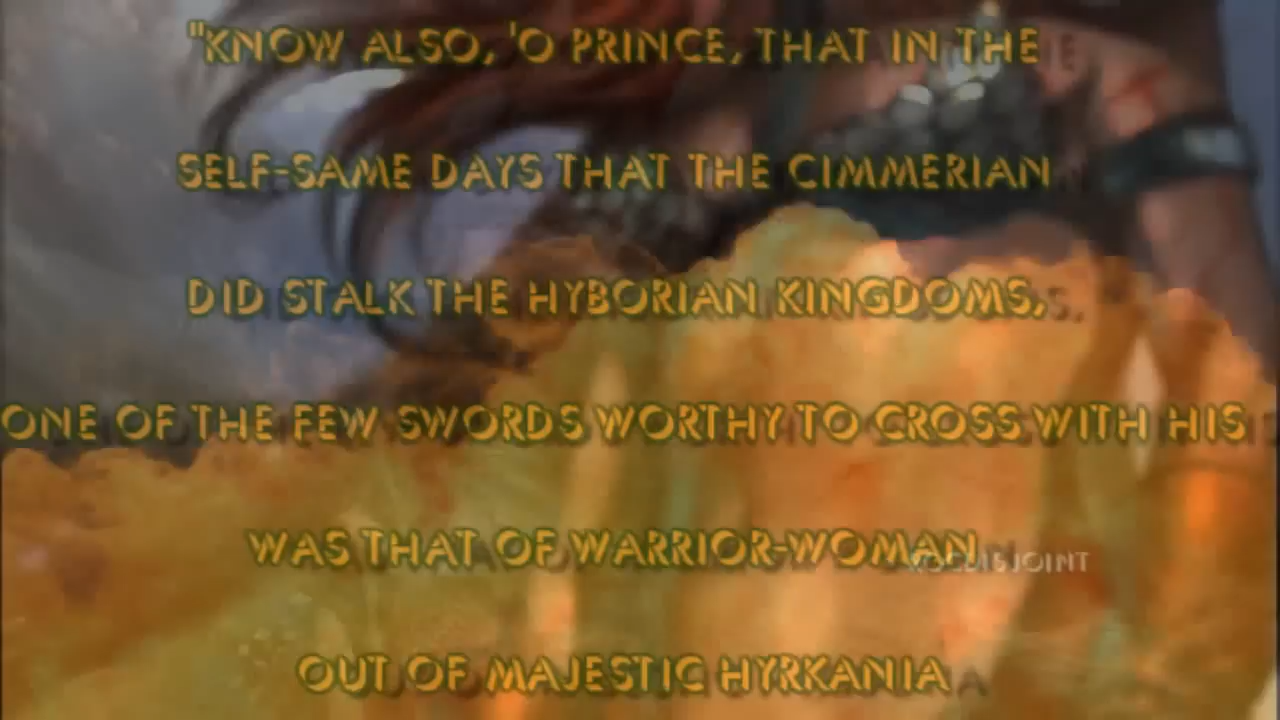 "KNOW ALSO, 'O PRINCE, THAT IN THE
SELF-SAME DAYS THAT THE CIMMERIAN
DID STALK THE HYBORIAN KINGDOMS,
ONE OF THE FEW SWORDS WORTHY TO CROSS WITH HIS
WAS THAT OF WARRIOR-WOMAN
OUT OF MAJESTIC HYRKANIA